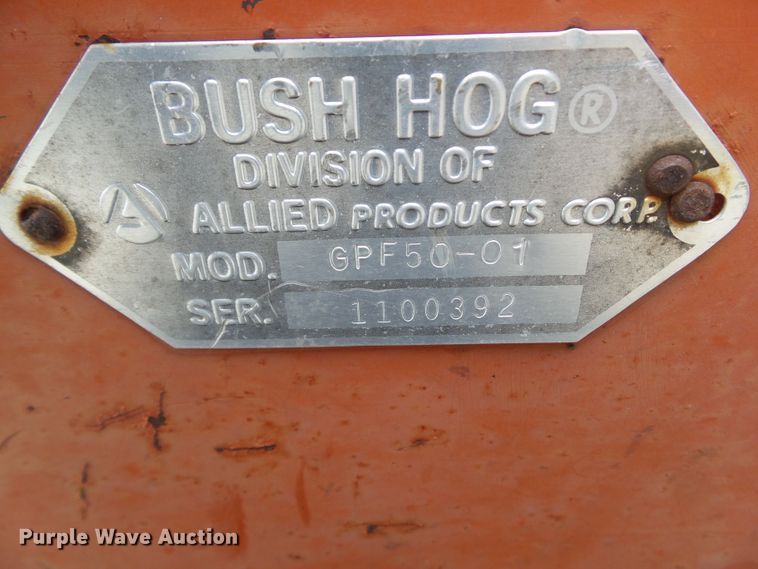 BUSH HOG®
DIVISION OF
ALLIED PRODUCTS CORP.
MOD. GPF50-01
SER. 1100392
Purple Wave Auction®